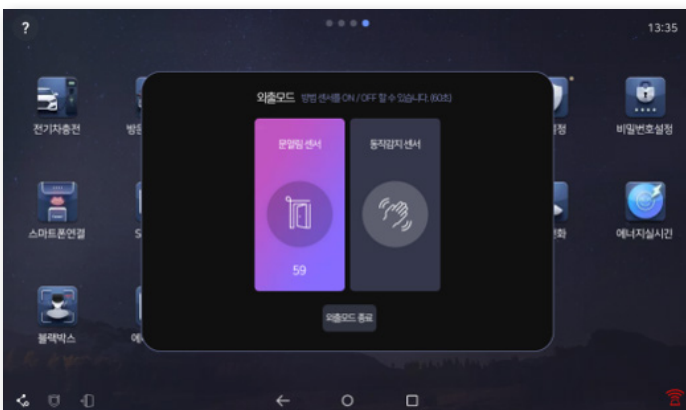 ?
13:35
외출모드 방범 센서를 ON / OFF 할 수 있습니다. (60초)
문열림 센서
동작감지 센서
59
외출모드 종료
전기차충전
비밀번호설정
스마트폰연결
에너지실시간
블랙박스